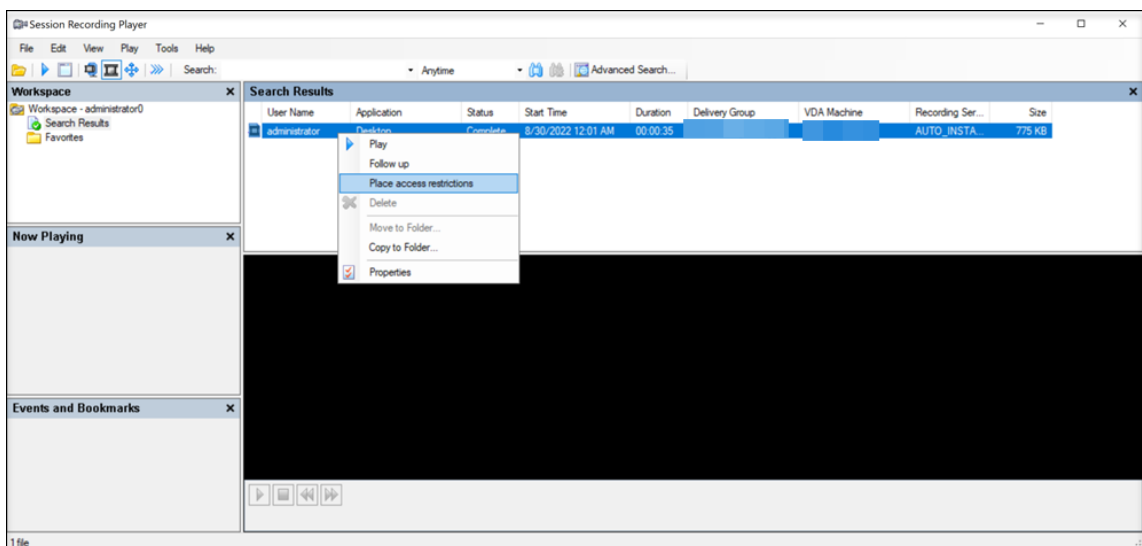 Session Recording Player
File Edit View Play Tools Help
Search: Anytime Advanced Search...
Workspace
Workspace - administrator0
Search Results
Favorites
Search Results
User Name Application Status Start Time Duration Delivery Group VDA Machine Recording Ser... Size
administrator Desktop Complete 8/30/2022 12:01 AM 00:00:35 AUTO_INSTA... 775 KB
Play
Follow up
Place access restrictions
Delete
Move to Folder...
Copy to Folder...
Properties
Now Playing
Events and Bookmarks
1 file